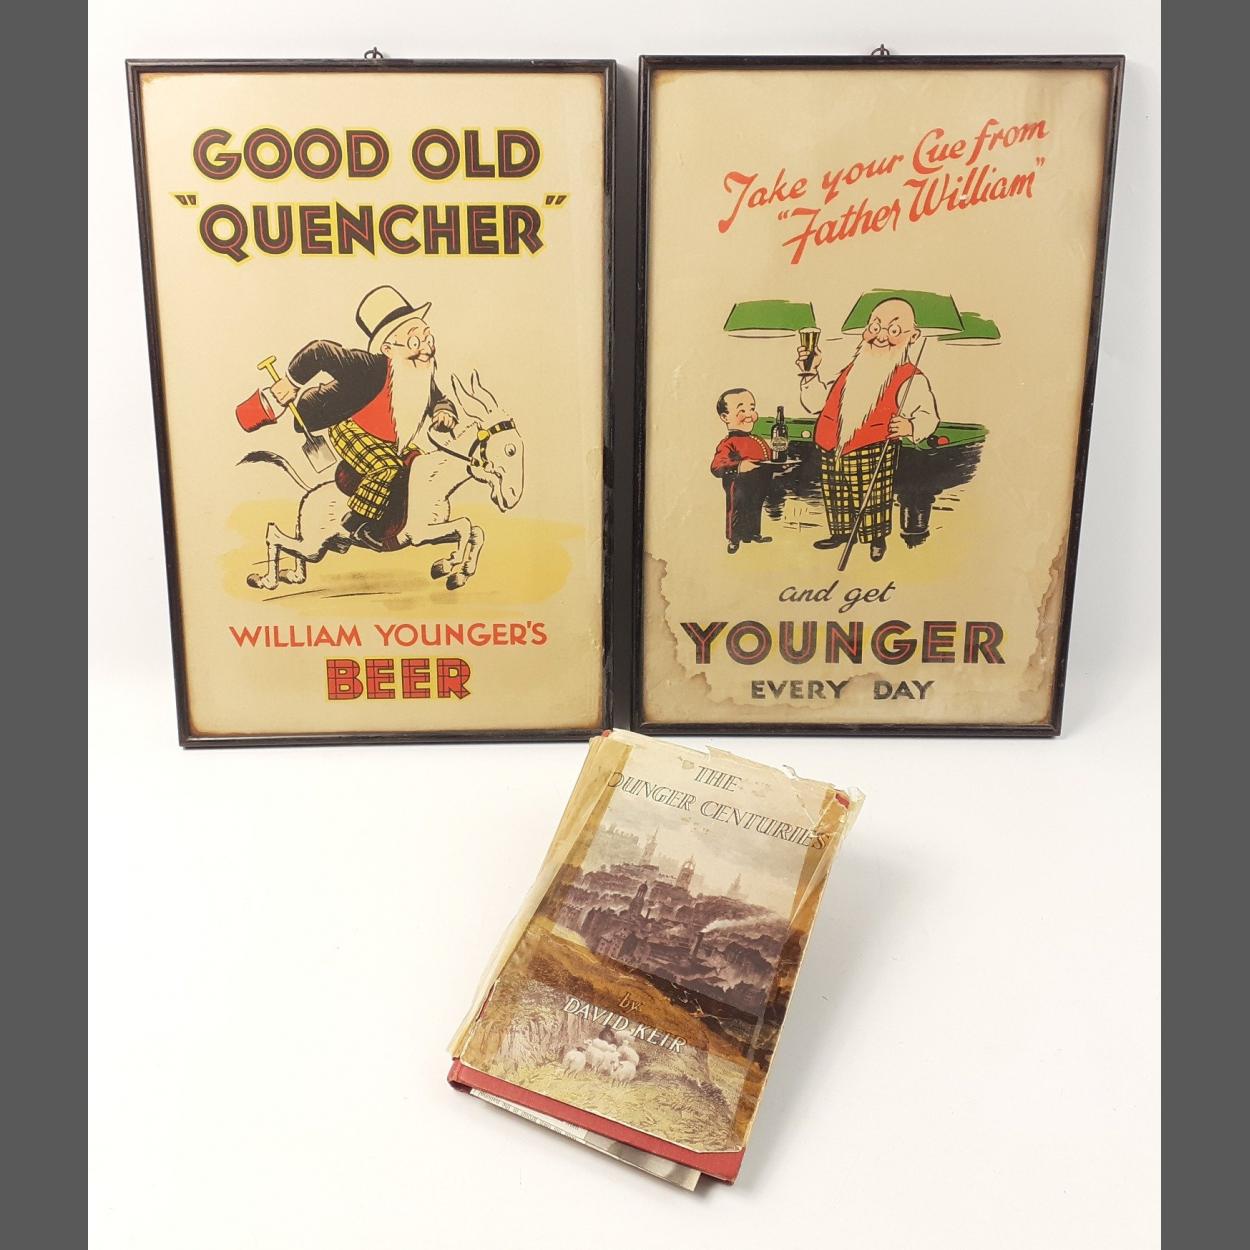 GOOD OLD
"QUENCHER"
WILLIAM YOUNGER'S
BEER
Take your Cue from
"Father William"
and get
YOUNGER
EVERY DAY
THE
OUNGER CENTURIES
by
DAVID KEIR